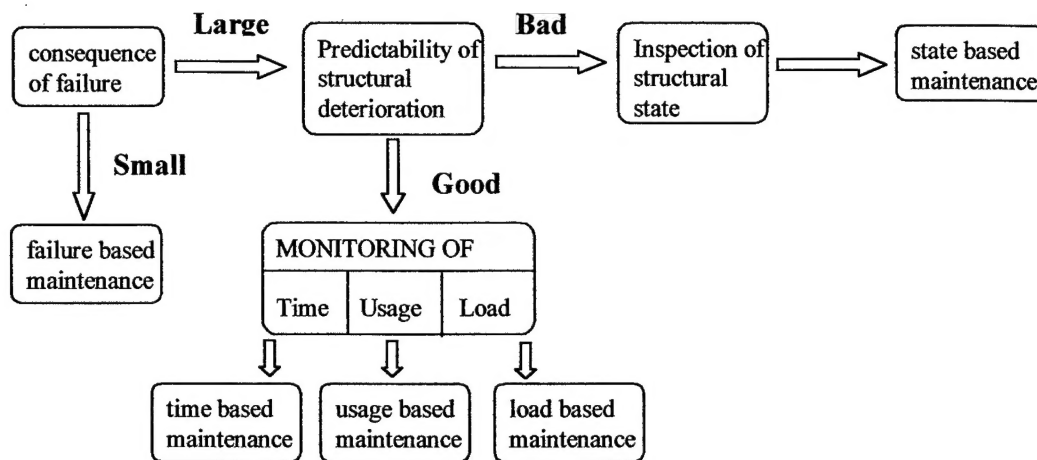 Large
Bad
consequence
of failure
Predictability of
structural
deterioration
Inspection of
structural
state
state based
maintenance
Small
Good
failure based
maintenance
MONITORING OF
Time
Usage
Load
time based
maintenance
usage based
maintenance
load based
maintenance